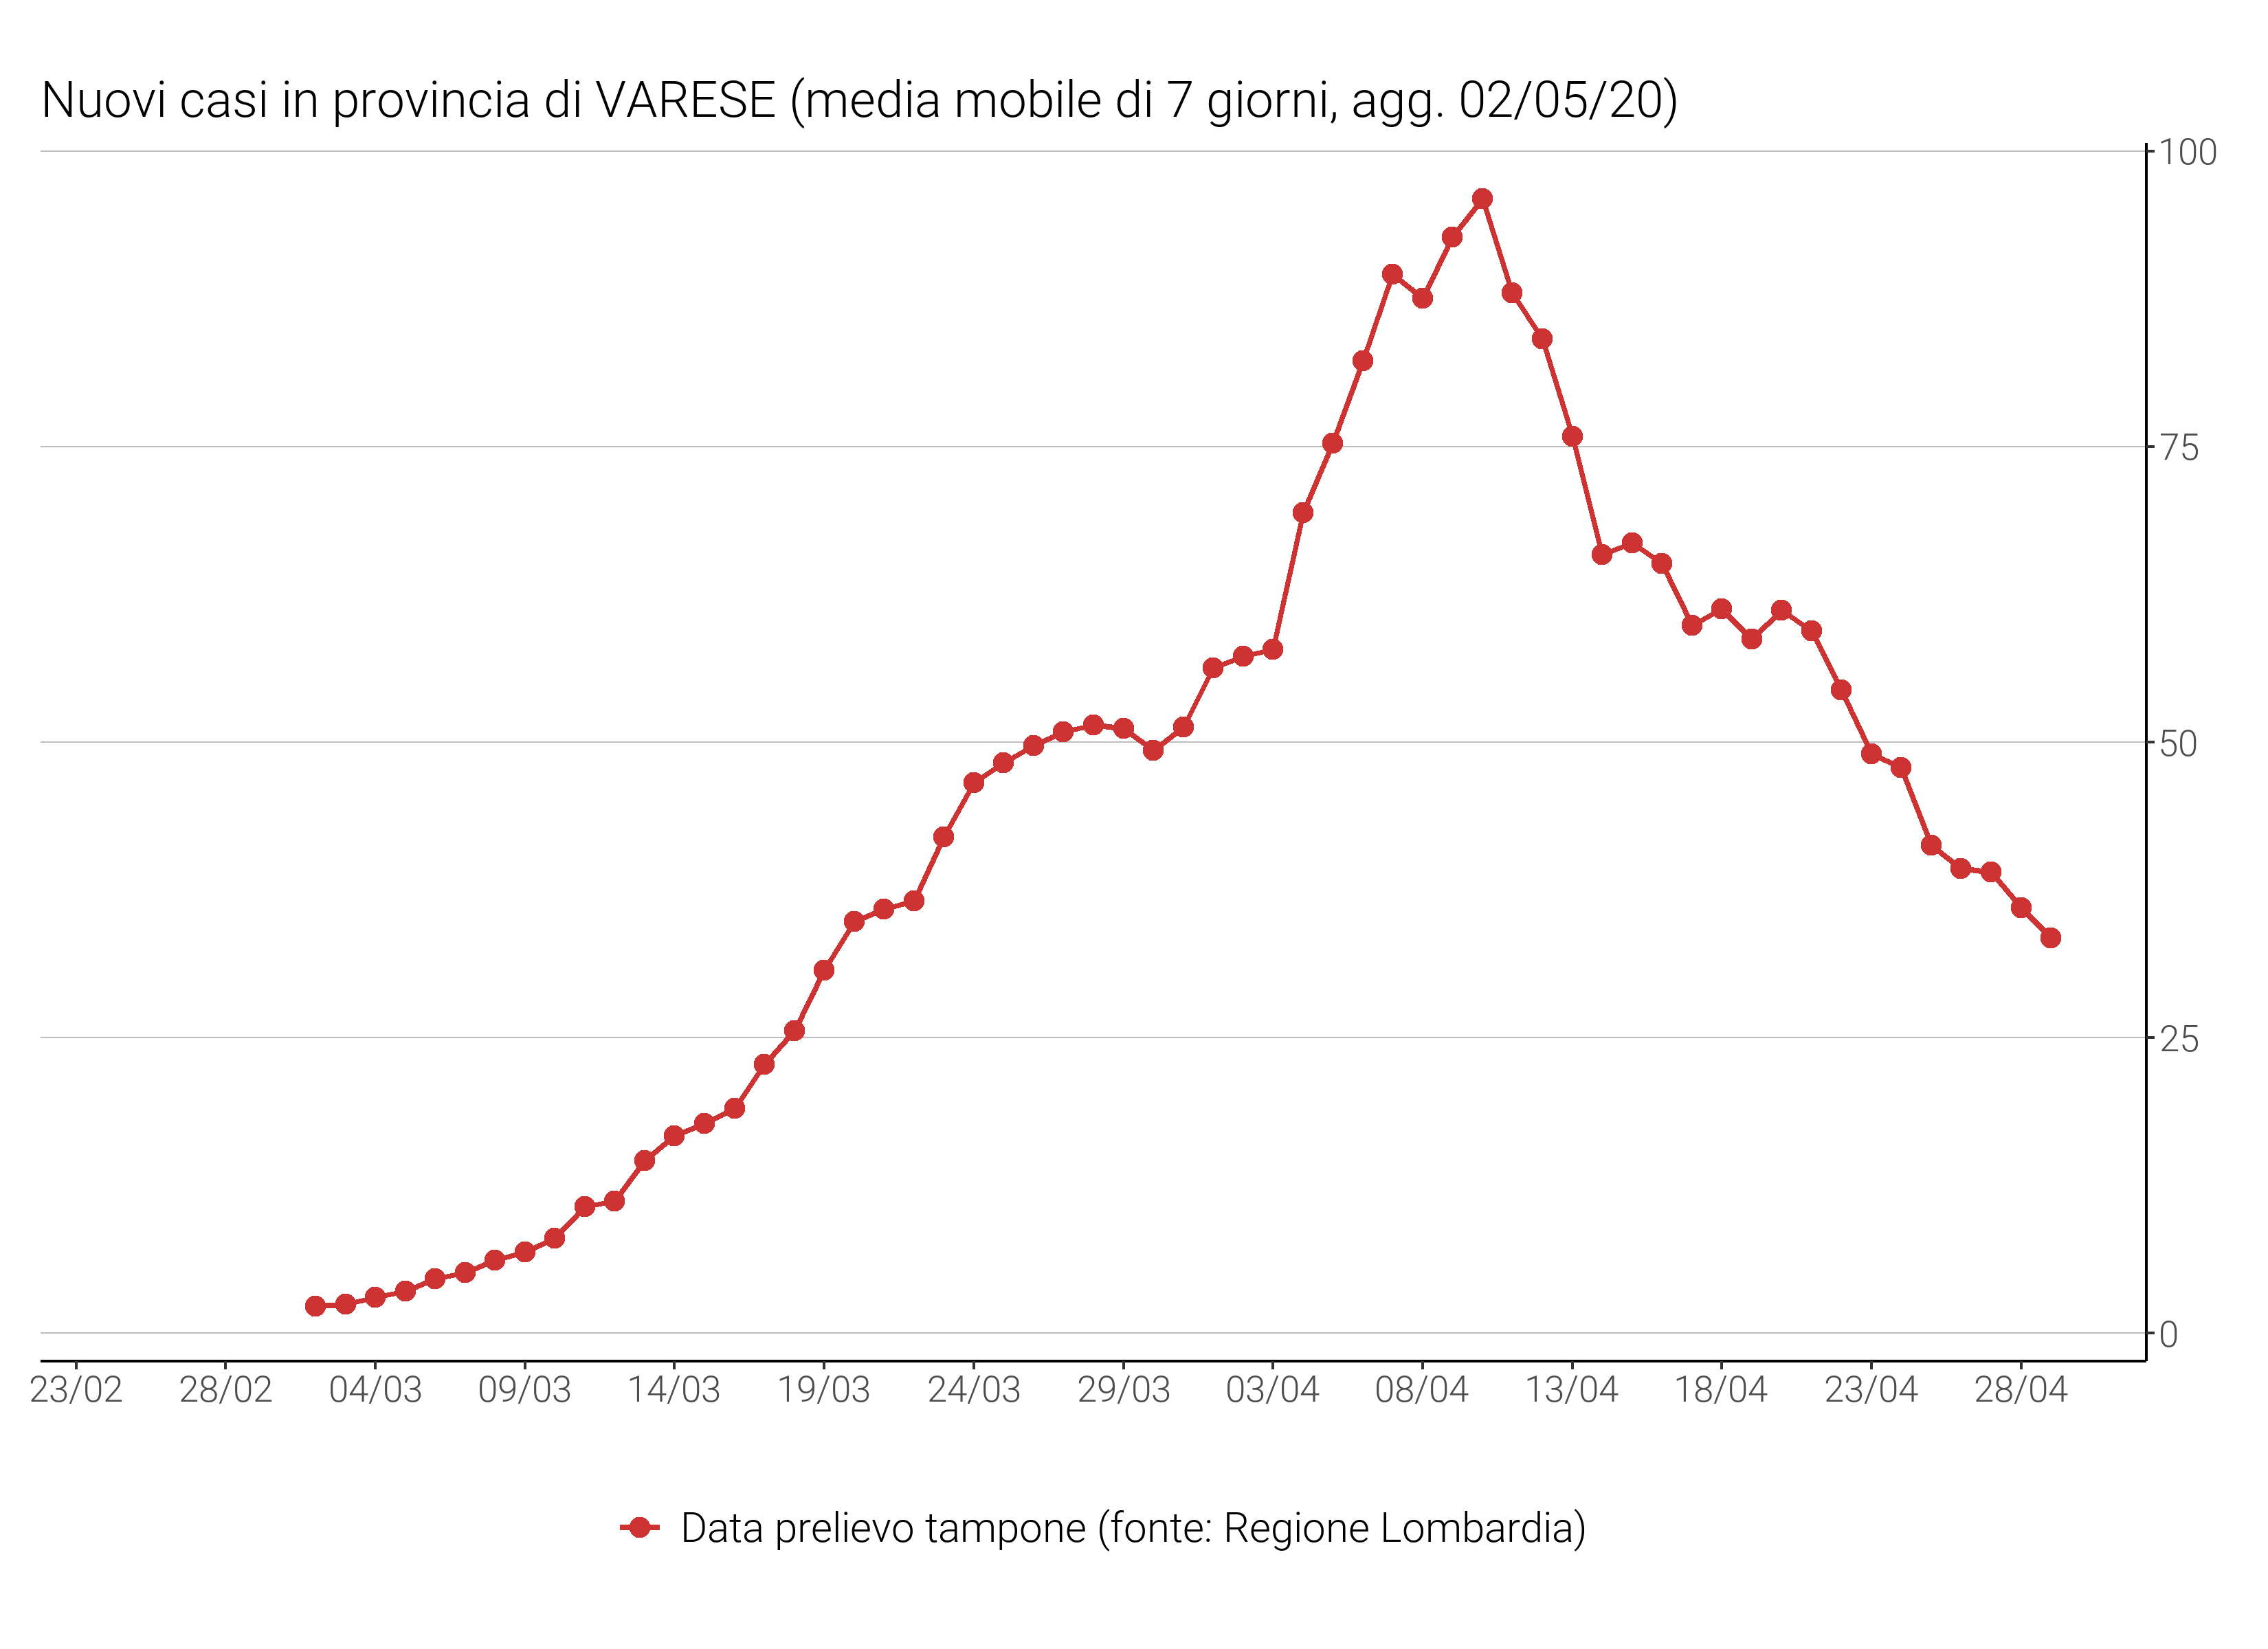 Nuovi casi in provincia di VARESE (media mobile di 7 giorni, agg. 02/05/20)
100
75
50
25
0
23/02 28/02 04/03 09/03 14/03 19/03 24/03 29/03 03/04 08/04 13/04 18/04 23/04 28/04
Data prelievo tampone (fonte: Regione Lombardia)